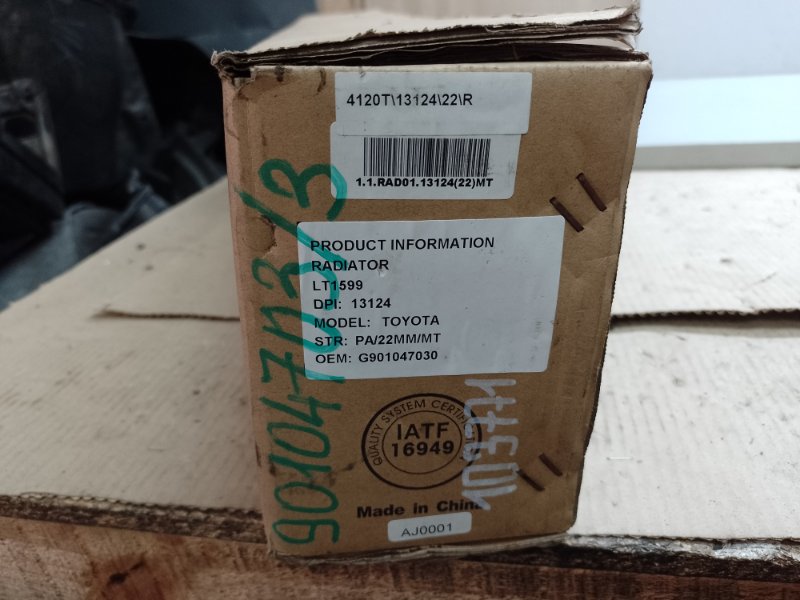 4120T\13124\22\R
1.1.RAD01.13124(22)MT
PRODUCT INFORMATION
RADIATOR
LT1599
DPI: 13124
MODEL: TOYOTA
STR: PA/22MM/MT
OEM: G901047030
QUALITY SYSTEM CERTIFICATION
IATF
16949
Made in China
AJ0001